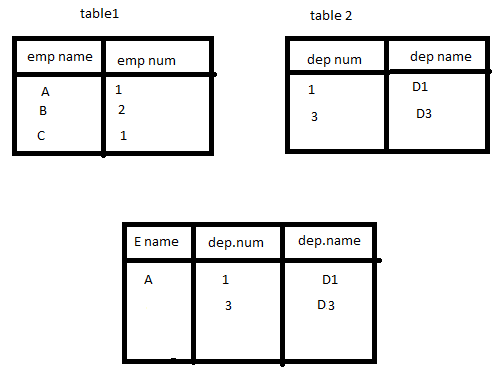 table1
table 2
emp name emp num
A 1
B 2
C 1
dep num dep name
1 D1
3 D3
E name dep.num dep.name
A 1 D1
3 D3